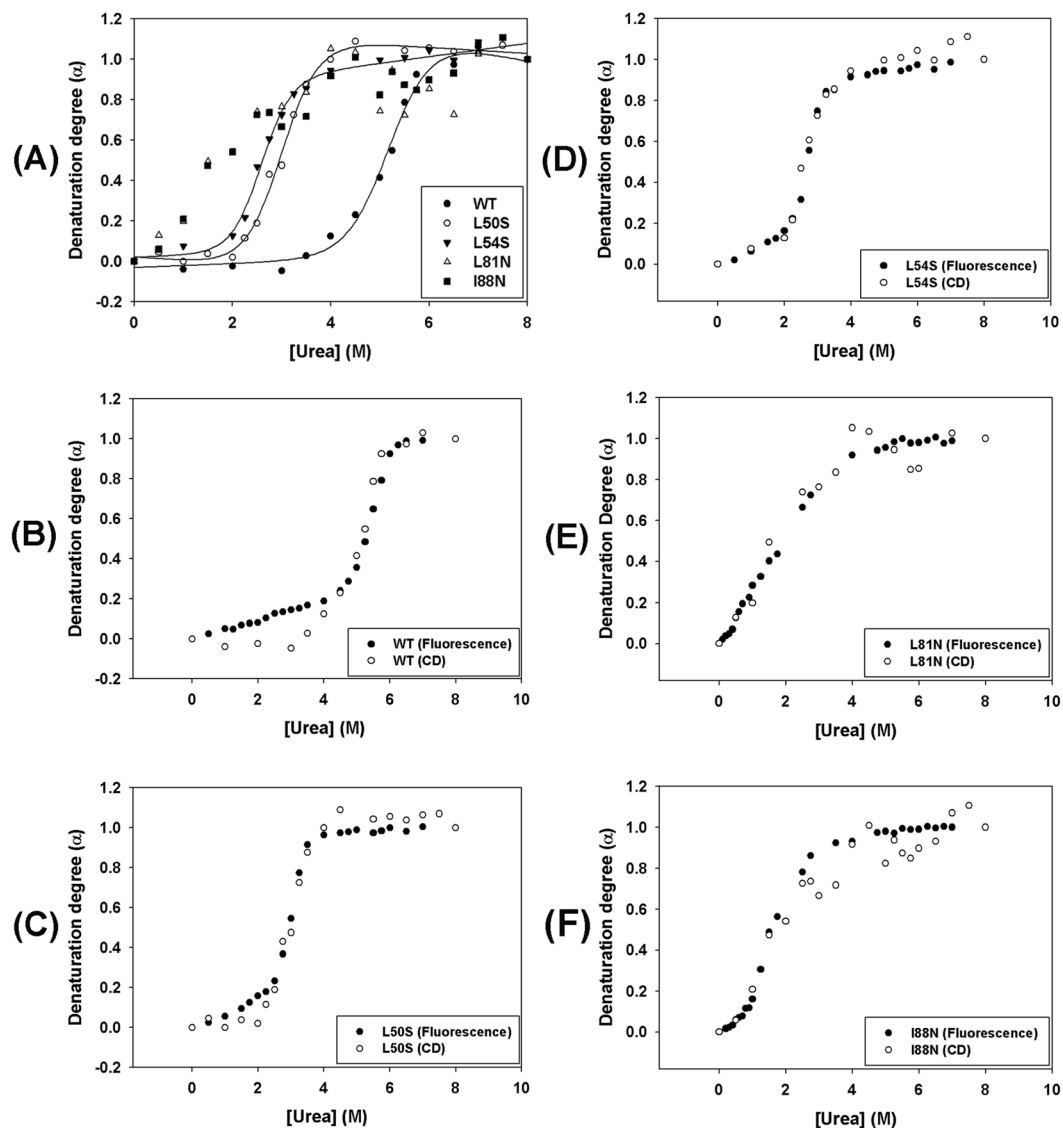 (A)
Denaturation degree (α)
1.2
1.0
0.8
0.6
0.4
0.2
0.0
-0.2
WT
L50S
L54S
L81N
I88N
0 2 4 6 8
[Urea] (M)
(B)
Denaturation degree (α)
1.2
1.0
0.8
0.6
0.4
0.2
0.0
-0.2
WT (Fluorescence)
WT (CD)
0 2 4 6 8 10
[Urea] (M)
(C)
Denaturation degree (α)
1.2
1.0
0.8
0.6
0.4
0.2
0.0
-0.2
L50S (Fluorescence)
L50S (CD)
0 2 4 6 8 10
[Urea] (M)
(D)
Denaturation degree (α)
1.2
1.0
0.8
0.6
0.4
0.2
0.0
L54S (Fluorescence)
L54S (CD)
0 2 4 6 8 10
[Urea] (M)
(E)
Denaturation Degree (α)
1.2
1.0
0.8
0.6
0.4
0.2
0.0
L81N (Fluorescence)
L81N (CD)
0 2 4 6 8 10
[Urea] (M)
(F)
Denaturation degree (α)
1.2
1.0
0.8
0.6
0.4
0.2
0.0
I88N (Fluorescence)
I88N (CD)
0 2 4 6 8 10
[Urea] (M)